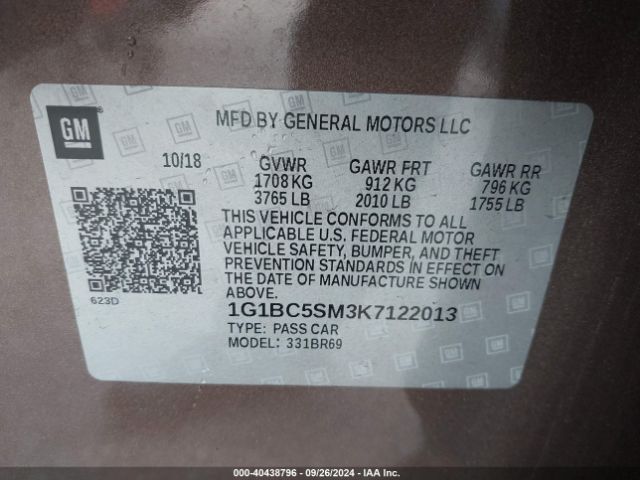 GM
MFD BY GENERAL MOTORS LLC
10/18 GVWR GAWR FRT GAWR RR
1708 KG 912 KG 796 KG
3765 LB 2010 LB 1755 LB
THIS VEHICLE CONFORMS TO ALL
APPLICABLE U.S. FEDERAL MOTOR
VEHICLE SAFETY, BUMPER, AND THEFT
PREVENTION STANDARDS IN EFFECT ON
THE DATE OF MANUFACTURE SHOWN
ABOVE.
623D
1G1BC5SM3K7122013
TYPE: PASS CAR
MODEL: 331BR69
000-40438796 - 09/26/2024 - IAA Inc.